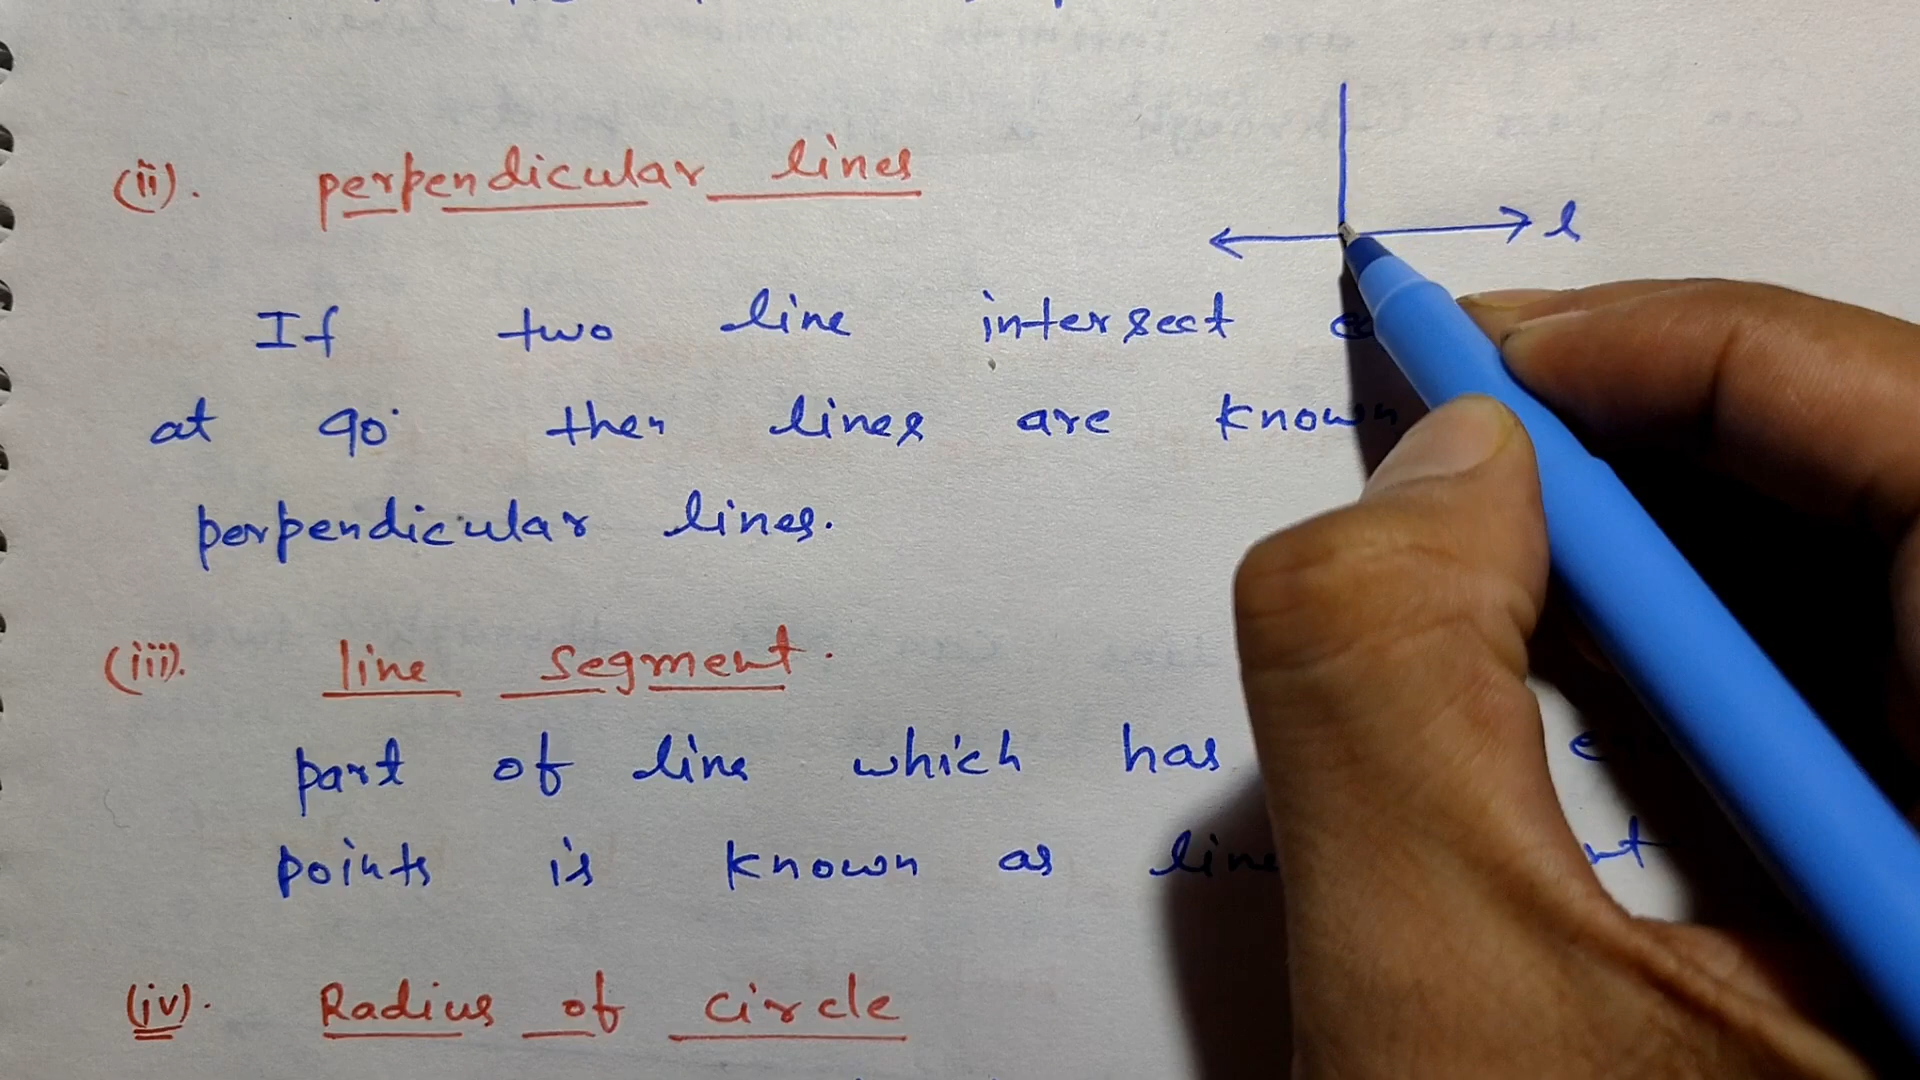 l
(ii). perpendicular lines
If two line intersect
at 90° then lines are known
perpendicular lines.
(iii). line segment.
part of line which has
points is known as line
(iv). Radius of circle